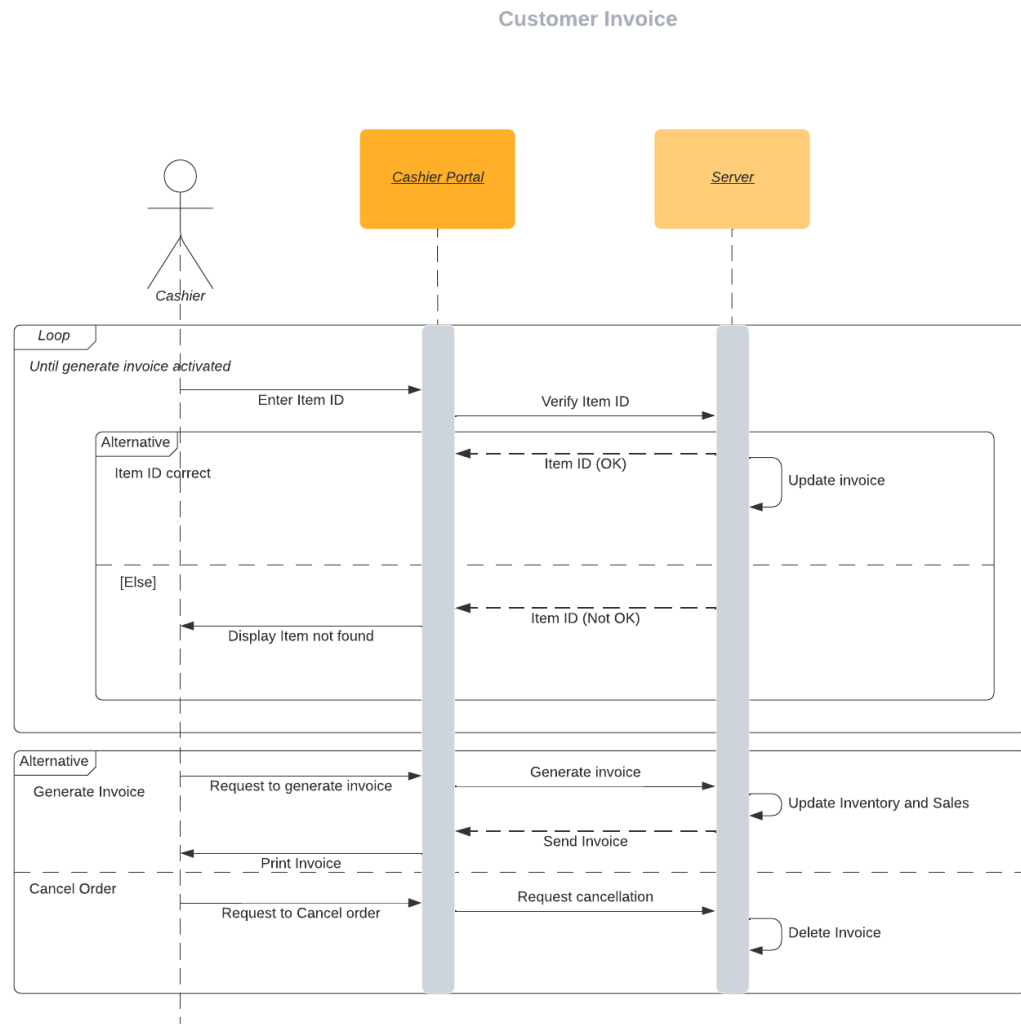 Customer Invoice
Cashier Portal
Server
Cashier
Loop
Until generate invoice activated
Enter Item ID
Verify Item ID
Alternative
Item ID (OK)
Item ID correct
Update invoice
[Else]
Item ID (Not OK)
Display Item not found
Alternative
Generate invoice
Request to generate invoice
Generate Invoice
Update Inventory and Sales
Send Invoice
Print Invoice
Cancel Order
Request cancellation
Request to Cancel order
Delete Invoice